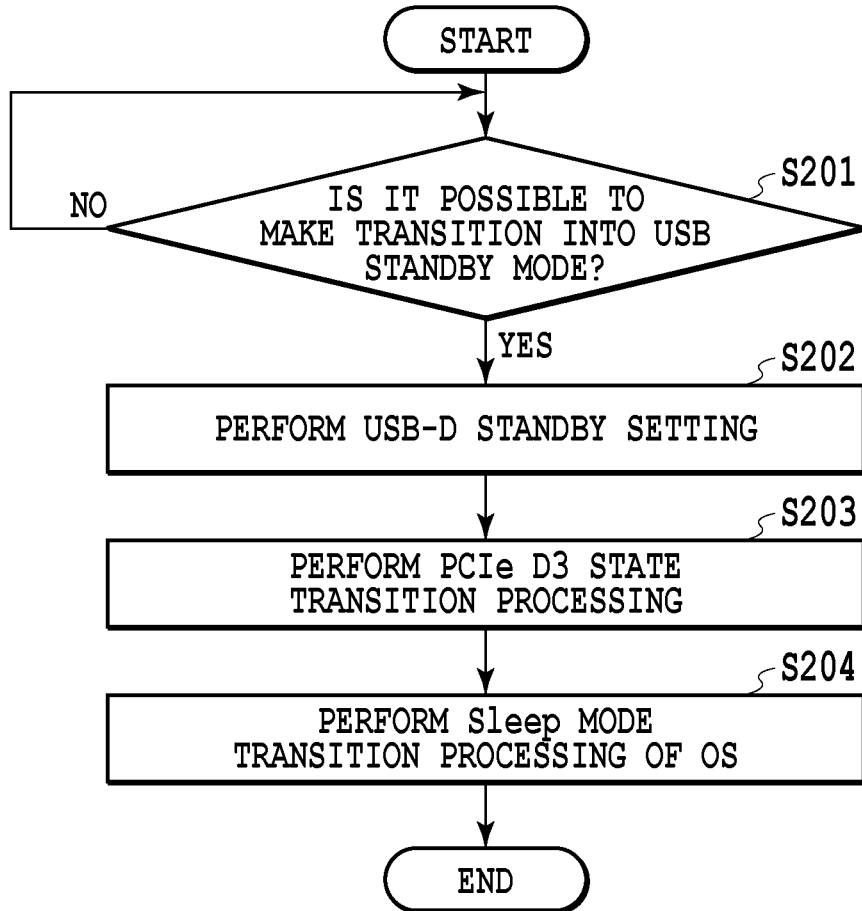 START
S201
IS IT POSSIBLE TO
MAKE TRANSITION INTO USB
STANDBY MODE?
NO
YES
S202
PERFORM USB-D STANDBY SETTING
S203
PERFORM PCIe D3 STATE
TRANSITION PROCESSING
S204
PERFORM Sleep MODE
TRANSITION PROCESSING OF OS
END